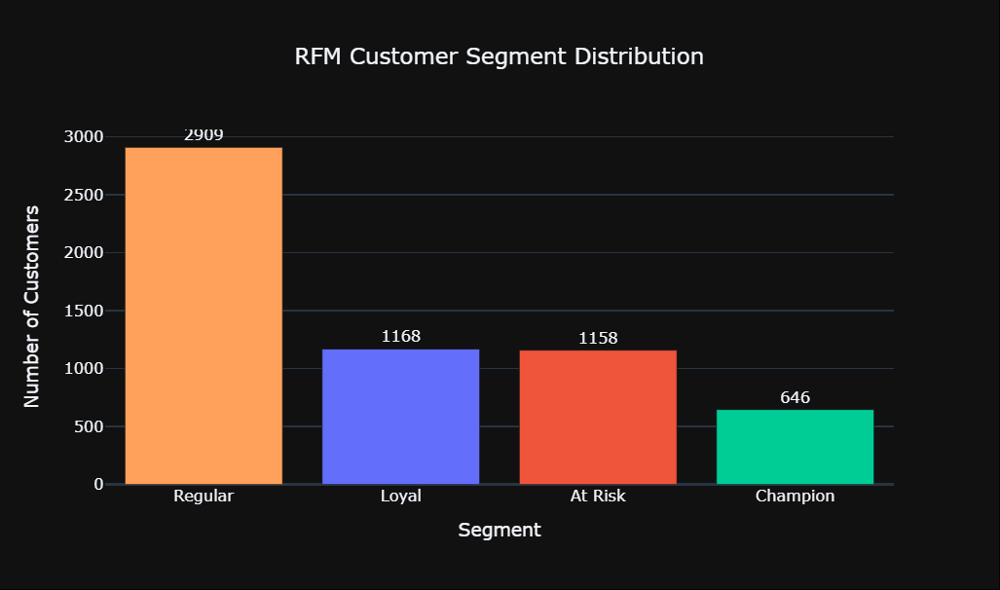 RFM Customer Segment Distribution
Number of Customers
3000
2500
2000
1500
1000
500
0
2909
1168
1158
646
Regular
Loyal
At Risk
Champion
Segment